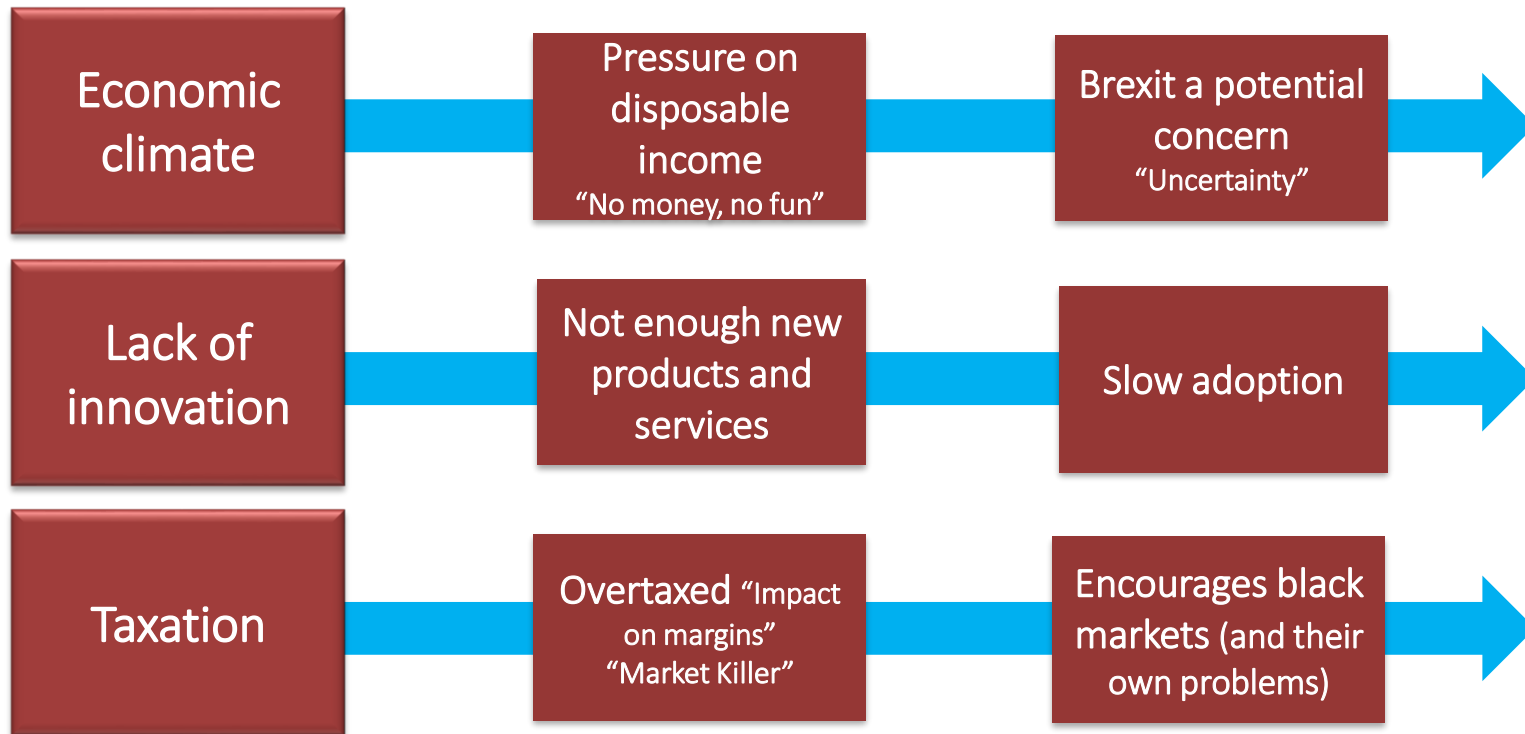 Economic
climate
Pressure on
disposable
income
“No money, no fun”
Brexit a potential
concern
“Uncertainty”
Lack of
innovation
Not enough new
products and
services
Slow adoption
Taxation
Overtaxed “Impact
on margins”
“Market Killer”
Encourages black
markets (and their
own problems)